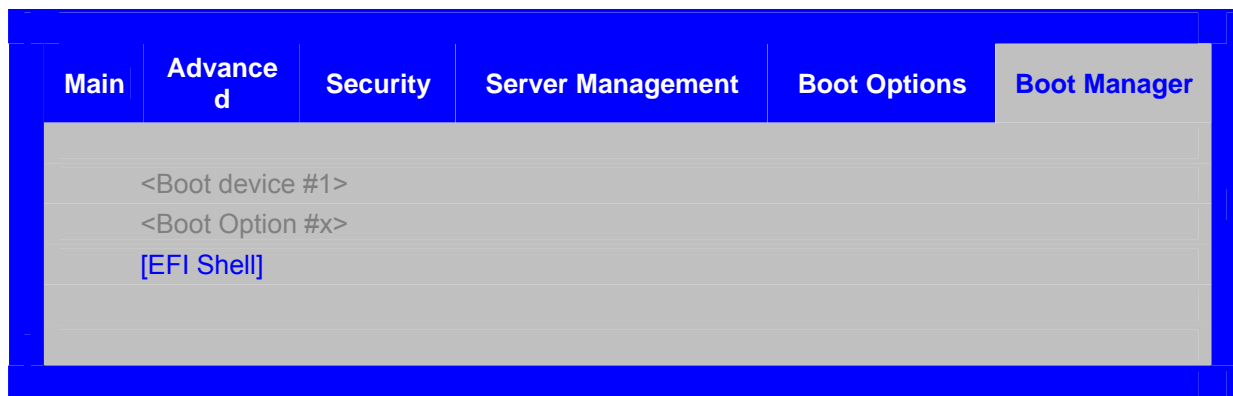 Main Advance
d Security Server Management Boot Options Boot Manager
<Boot device #1>
<Boot Option #x>
[EFI Shell]